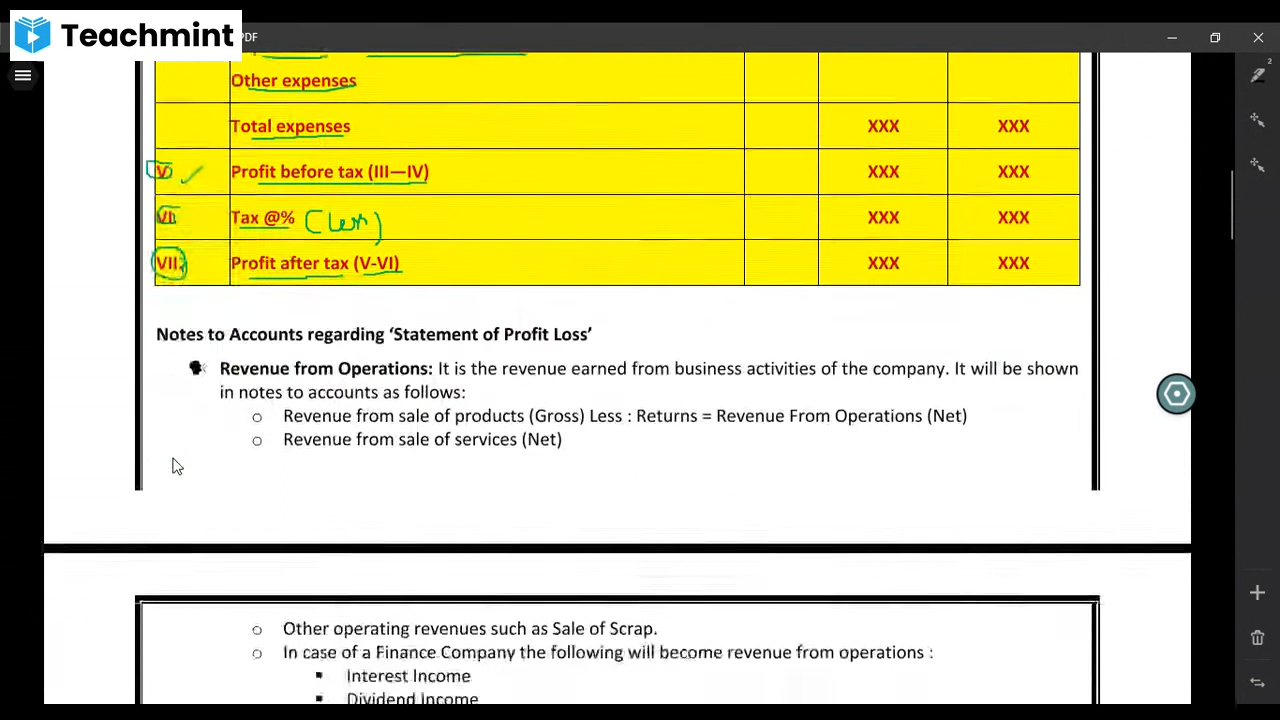 Teachmint
PDF
Other expenses
Total expenses XXX XXX
V Profit before tax (III—IV) XXX XXX
VI Tax @% (Less) XXX XXX
VII Profit after tax (V-VI) XXX XXX
Notes to Accounts regarding ‘Statement of Profit Loss’
Revenue from Operations: It is the revenue earned from business activities of the company. It will be shown
in notes to accounts as follows:
o Revenue from sale of products (Gross) Less : Returns = Revenue From Operations (Net)
o Revenue from sale of services (Net)
o Other operating revenues such as Sale of Scrap.
o In case of a Finance Company the following will become revenue from operations :
▪ Interest Income
▪ Dividend Income
2